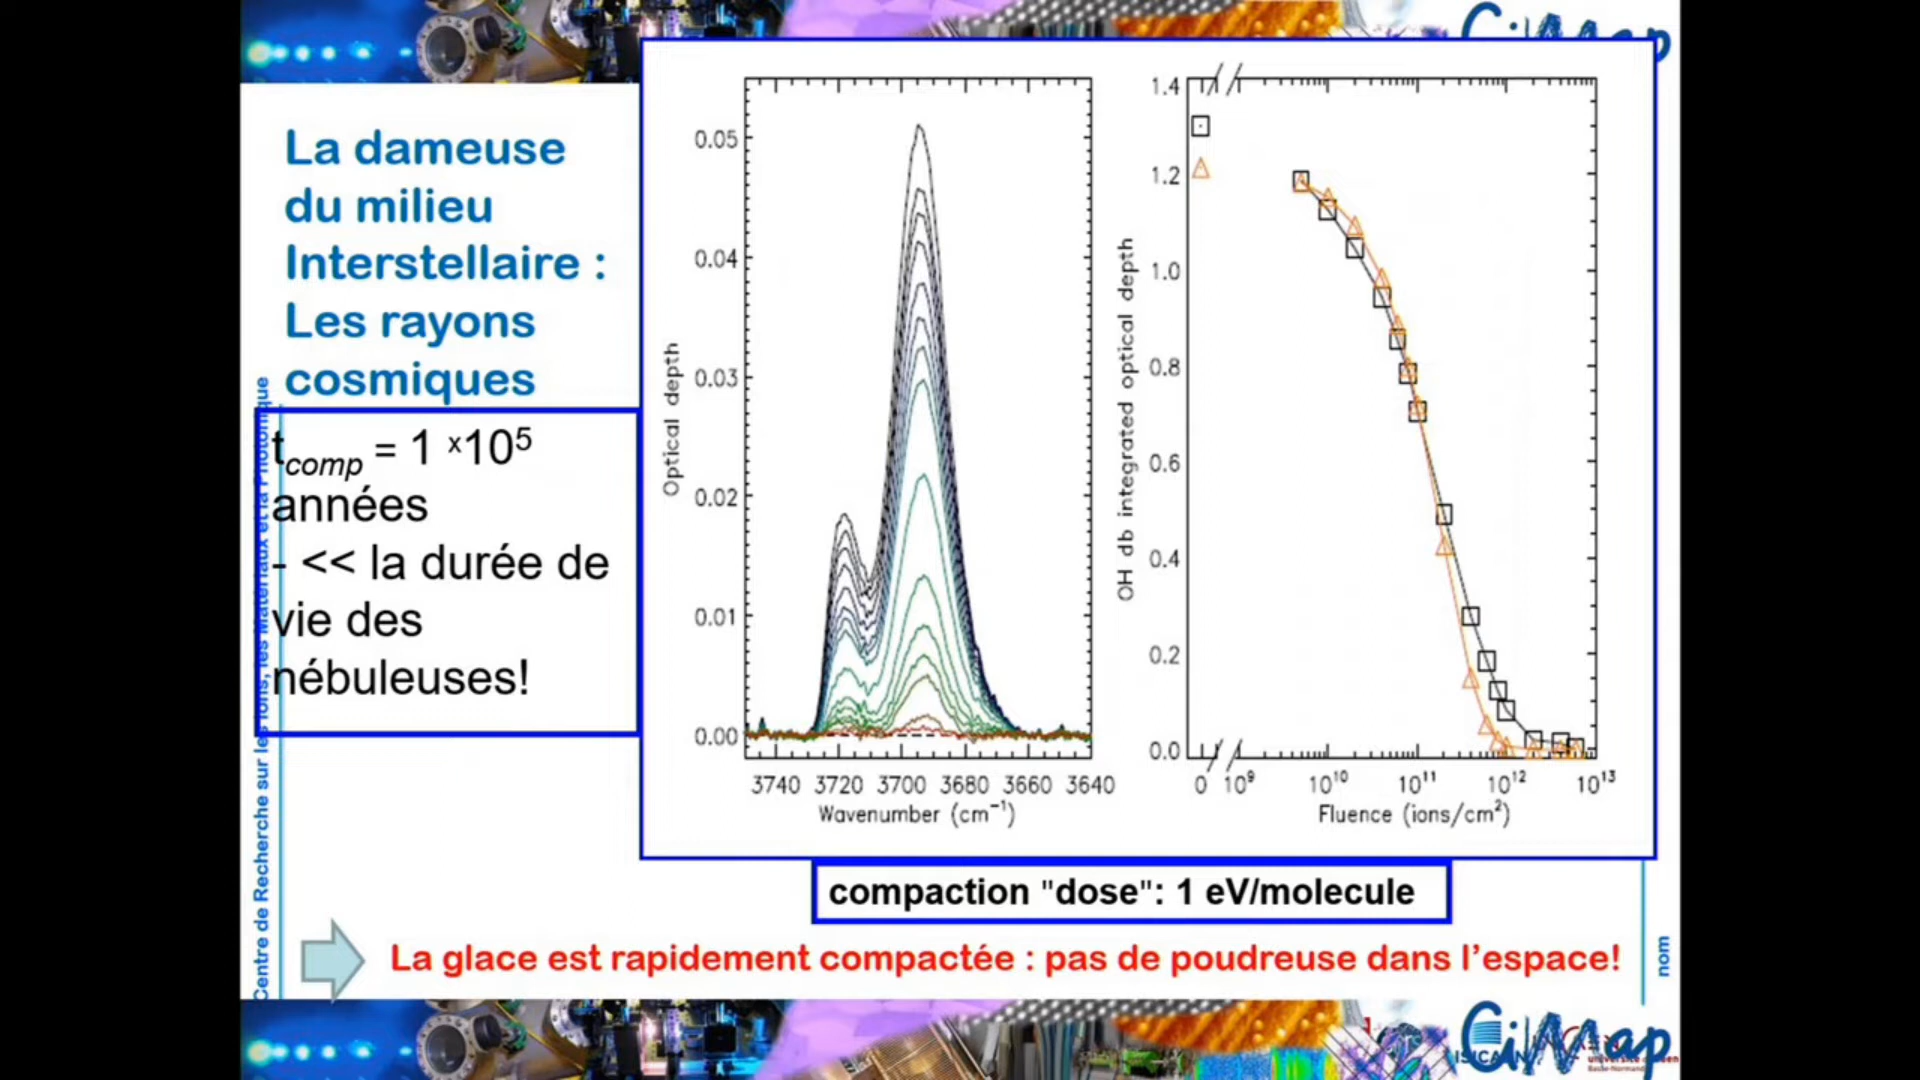 CiMap
La dameuse
du milieu
Interstellaire :
Les rayons
cosmiques
tcomp = 1 x10⁵
années
- << la durée de
vie des
nébuleuses!
Centre de Recherche sur les Ions, les Matériaux et la Photonique
Optical depth
0.05
0.04
0.03
0.02
0.01
0.00
3740 3720 3700 3680 3660 3640
Wavenumber (cm⁻¹)
OH db integrated optical depth
1.4
1.2
1.0
0.8
0.6
0.4
0.2
0.0
0 10⁹ 10¹⁰ 10¹¹ 10¹² 10¹³
Fluence (ions/cm²)
compaction "dose": 1 eV/molecule
La glace est rapidement compactée : pas de poudreuse dans l’espace!
nom
CiMap